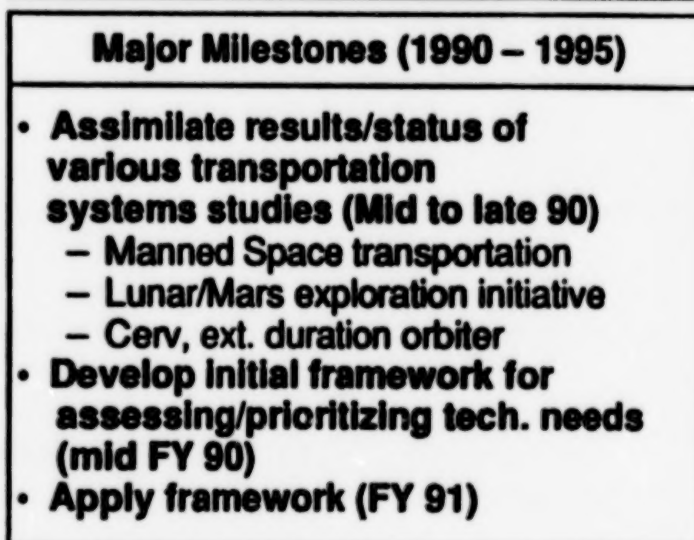 Major Milestones (1990 – 1995)
• Assimilate results/status of
various transportation
systems studies (Mid to late 90)
– Manned Space transportation
– Lunar/Mars exploration initiative
– Cerv, ext. duration orbiter
• Develop initial framework for
assessing/prioritizing tech. needs
(mid FY 90)
• Apply framework (FY 91)